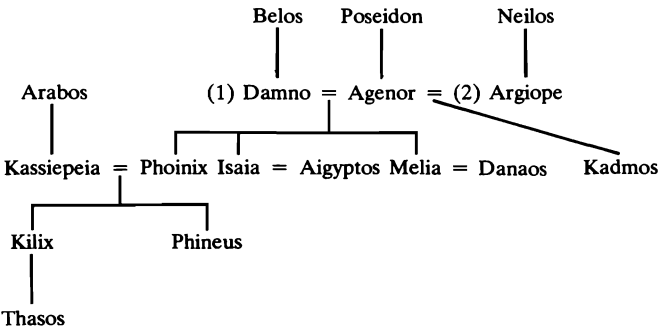 Belos Poseidon Neilos
Arabos (1) Damno = Agenor = (2) Argiope
Kassiepeia = Phoinix Isaia = Aigyptos Melia = Danaos Kadmos
Kilix Phineus
Thasos